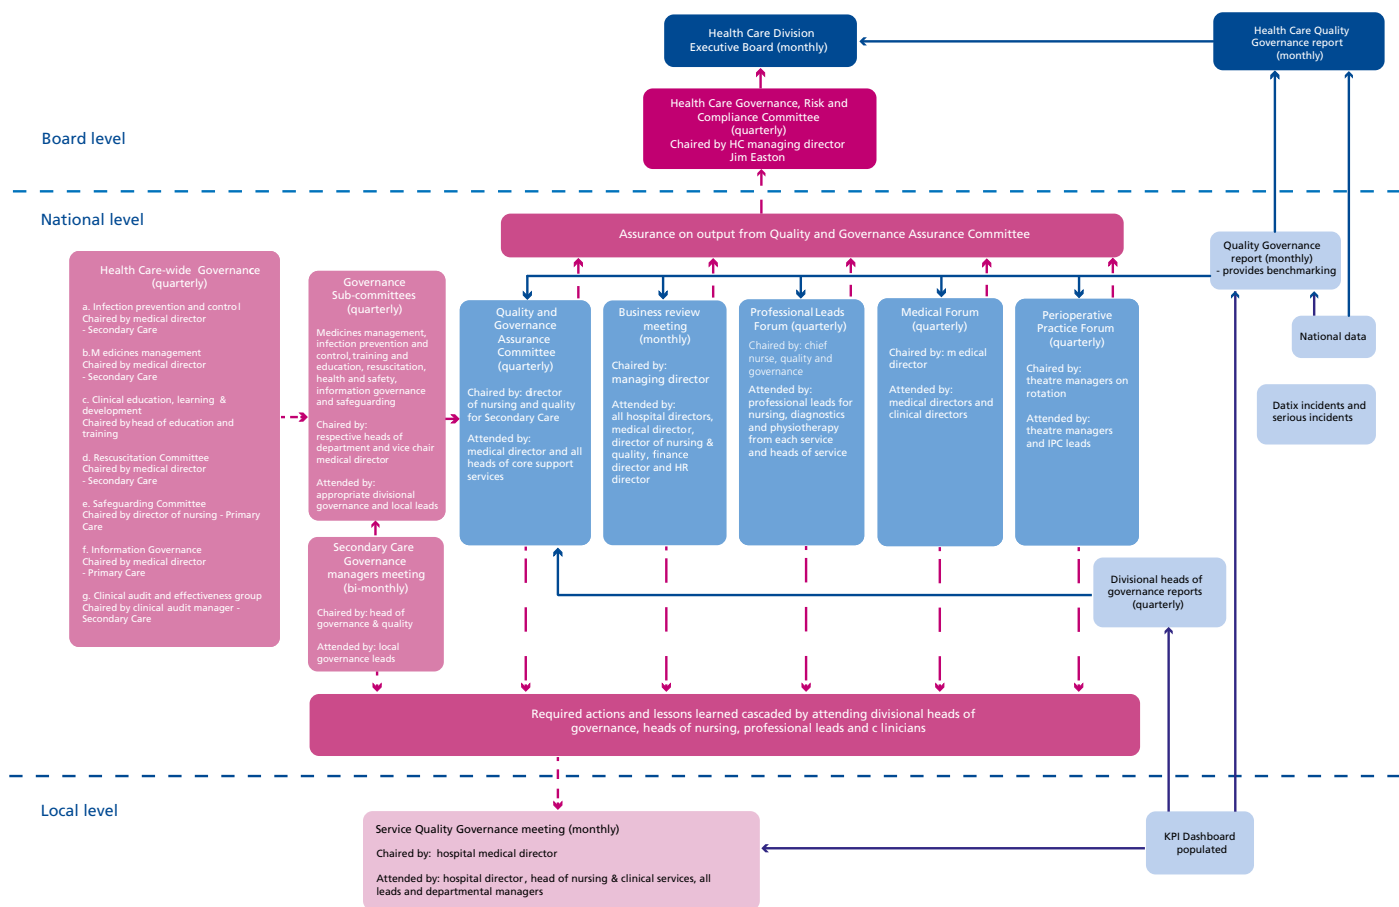 Health Care Division
Executive Board (monthly)
Health Care Quality
Governance report
(monthly)
Health Care Governance, Risk and
Compliance Committee
(quarterly)
Chaired by HC managing director
Jim Easton
Board level
National level
Assurance on output from Quality and Governance Assurance Committee
Quality Governance
report (monthly)
- provides benchmarking
Health Care-wide Governance
(quarterly)
a. Infection prevention and control
Chaired by medical director
- Secondary Care
b.M edicines management
Chaired by medical director
- Secondary Care
c. Clinical education, learning &
development
Chaired by head of education and
training
d. Rescuscitation Committee
Chaired by medical director
- Secondary Care
e. Safeguarding Committee
Chaired by director of nursing - Primary
Care
f. Information Governance
Chaired by medical director
- Primary Care
g. Clinical audit and effectiveness group
Chaired by clinical audit manager -
Secondary Care
Governance
Sub-committees
(quarterly)
Medicines management,
infection prevention and
control, training and
education, resuscitation,
health and safety,
information governance
and safeguarding
Chaired by:
respective heads of
department and vice chair
medical director
Attended by:
appropriate divisional
governance and local leads
Quality and
Governance
Assurance
Committee
(quarterly)
Chaired by: director
of nursing and quality
for Secondary Care
Attended by:
medical director and all
heads of core support
services
Business review
meeting
(monthly)
Chaired by:
managing director
Attended by:
all hospital directors,
medical director,
director of nursing &
quality, finance
director and HR
director
Professional Leads
Forum (quarterly)
Chaired by: chief
nurse, quality and
governance
Attended by:
professional leads for
nursing, diagnostics
and physiotherapy
from each service
and heads of service
Medical Forum
(quarterly)
Chaired by: m edical
director
Attended by:
medical directors and
clinical directors
Perioperative
Practice Forum
(quarterly)
Chaired by:
theatre managers on
rotation
Attended by:
theatre managers
and IPC leads
National data
Datix incidents and
serious incidents
Secondary Care
Governance
managers meeting
(bi-monthly)
Chaired by: head of
governance & quality
Attended by: local
governance leads
Divisional heads of
governance reports
(quarterly)
Required actions and lessons learned cascaded by attending divisional heads of
governance, heads of nursing, professional leads and c linicians
Local level
Service Quality Governance meeting (monthly)
Chaired by: hospital medical director
Attended by: hospital director, head of nursing & clinical services, all
leads and departmental managers
KPI Dashboard
populated